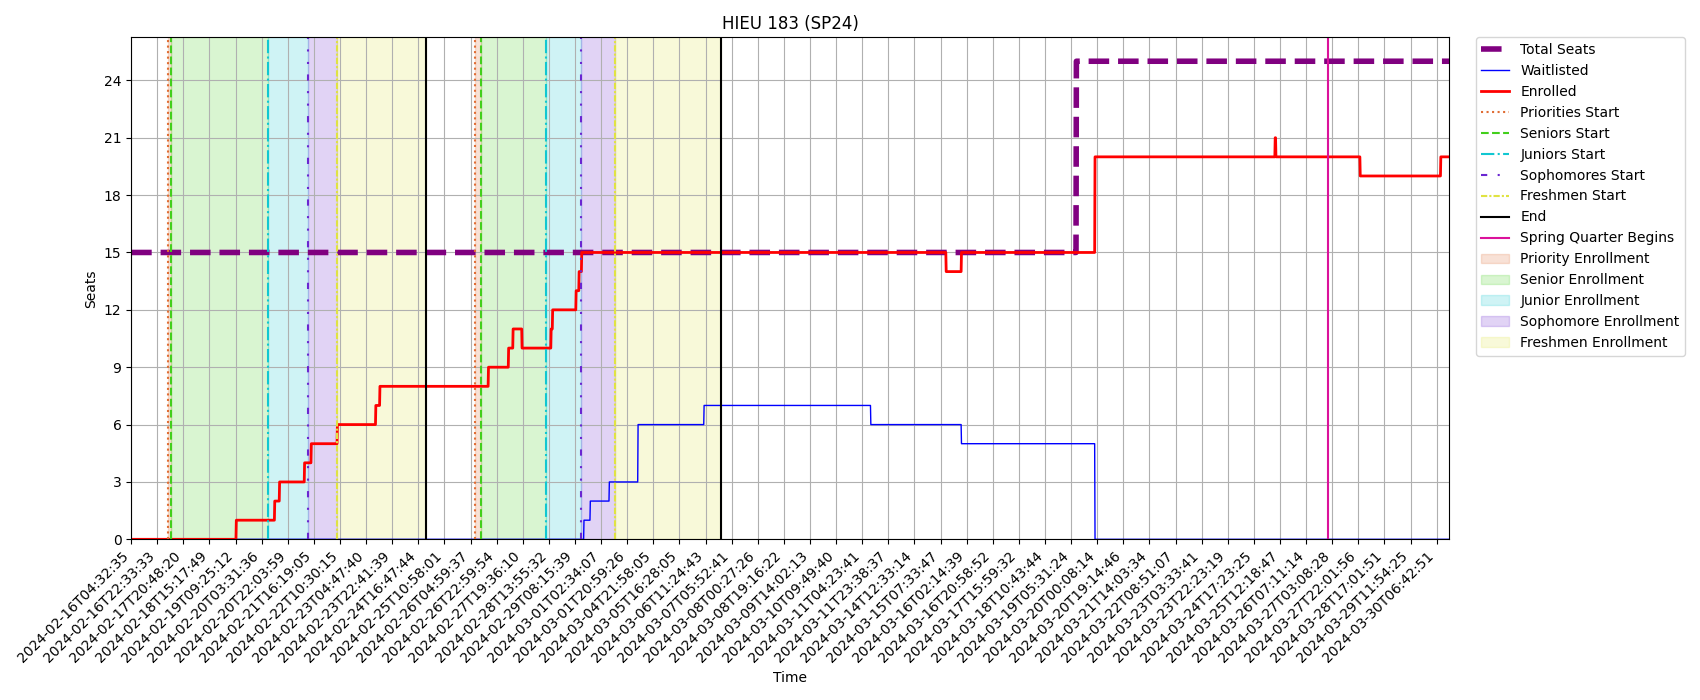 HIEU 183 (SP24)
Seats
24
21
18
15
12
9
6
3
0
2024-02-16T04:32:35
2024-02-16T22:33:33
2024-02-17T20:48:20
2024-02-18T15:17:49
2024-02-19T09:25:12
2024-02-20T03:31:36
2024-02-20T22:03:59
2024-02-21T16:19:05
2024-02-22T10:30:15
2024-02-23T04:47:40
2024-02-23T22:41:39
2024-02-24T16:47:44
2024-02-25T10:58:01
2024-02-26T04:59:37
2024-02-26T22:59:54
2024-02-27T19:36:10
2024-02-28T13:55:32
2024-02-29T08:15:39
2024-03-01T02:34:07
2024-03-01T20:59:26
2024-03-04T21:58:05
2024-03-05T16:28:05
2024-03-06T11:24:43
2024-03-07T05:52:41
2024-03-08T00:27:26
2024-03-08T19:16:22
2024-03-09T14:02:13
2024-03-10T09:49:40
2024-03-11T04:23:41
2024-03-11T23:38:37
2024-03-14T12:33:14
2024-03-15T07:33:47
2024-03-16T02:14:39
2024-03-16T20:58:52
2024-03-17T15:59:32
2024-03-18T10:43:44
2024-03-19T05:31:24
2024-03-20T00:08:14
2024-03-20T19:14:46
2024-03-21T14:03:34
2024-03-22T08:51:07
2024-03-23T03:33:41
2024-03-23T22:23:19
2024-03-24T17:23:25
2024-03-25T12:18:47
2024-03-26T07:11:14
2024-03-27T03:08:28
2024-03-27T22:01:56
2024-03-28T17:01:51
2024-03-29T11:54:25
2024-03-30T06:42:51
Time
Total Seats
Waitlisted
Enrolled
Priorities Start
Seniors Start
Juniors Start
Sophomores Start
Freshmen Start
End
Spring Quarter Begins
Priority Enrollment
Senior Enrollment
Junior Enrollment
Sophomore Enrollment
Freshmen Enrollment